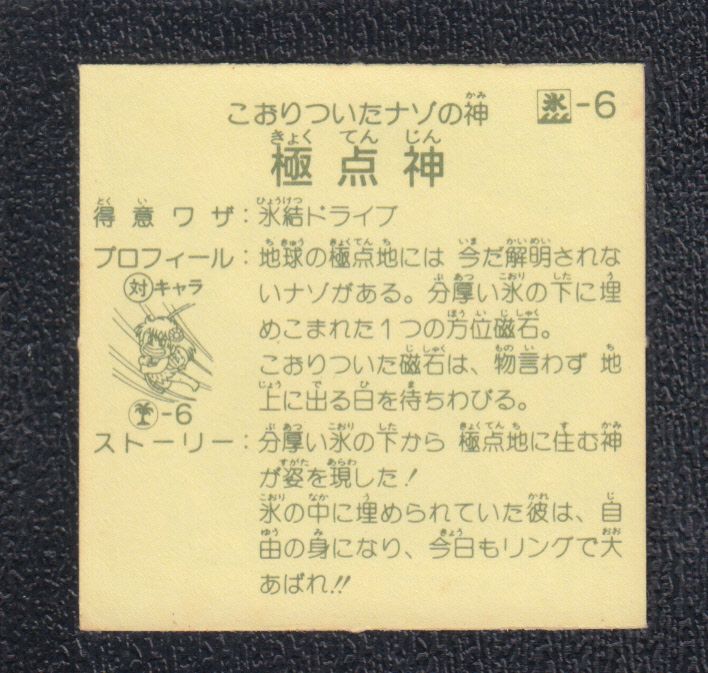 こおりついたナゾの神 氷-6
極点神
得意ワザ：氷結ドライブ
プロフィール：地球の極点地には 今だ解明されな
いナゾがある。分厚い氷の下に埋
めこまれた１つの方位磁石。
こおりついた磁石は、物言わず 地
上に出る日を待ちわびる。
対キャラ
-6
ストーリー：分厚い氷の下から 極点地に住む神
が姿を現した！
氷の中に埋められていた彼は、自
由の身になり、今日もリングで大
あばれ!!